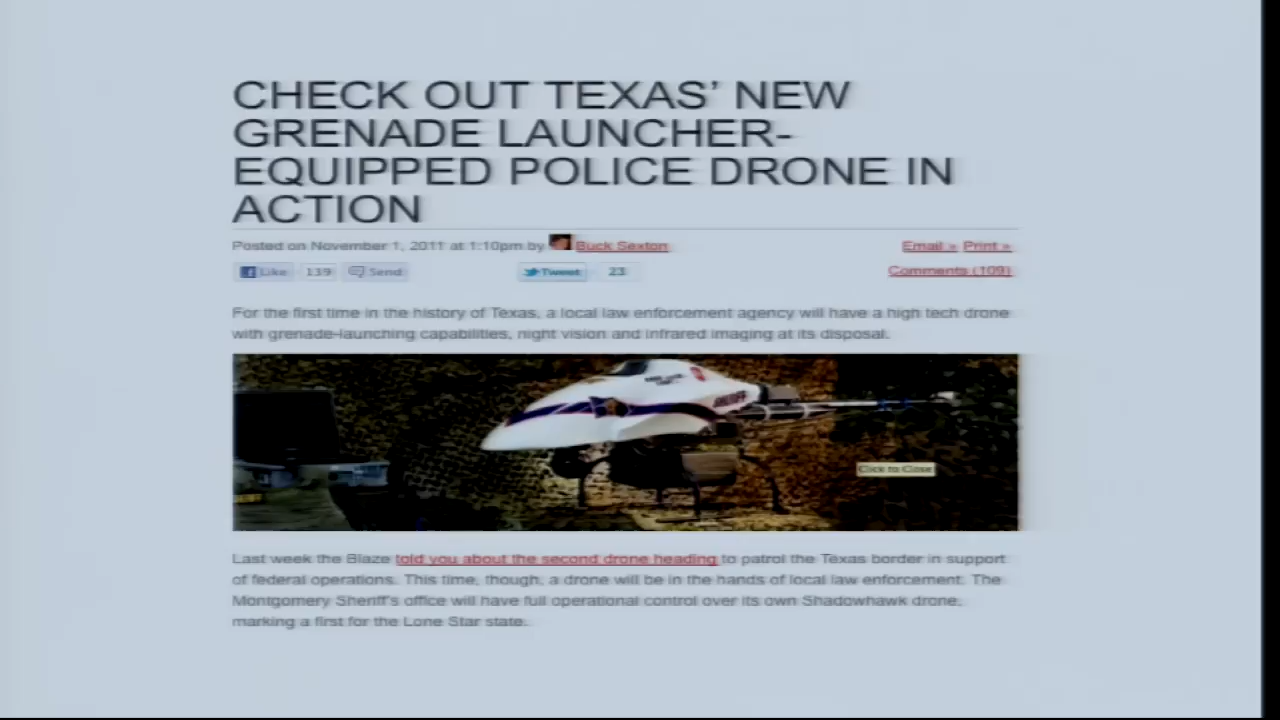 CHECK OUT TEXAS' NEW
GRENADE LAUNCHER-
EQUIPPED POLICE DRONE IN
ACTION
Posted on November 1, 2011 at 1:10pm by Buck Sexton
Email » Print »
Like 139 Send Tweet 23
Comments (109)
For the first time in the history of Texas, a local law enforcement agency will have a high tech drone
with grenade-launching capabilities, night vision and infrared imaging at its disposal.
SHERIFF
Click to Close
Last week the Blaze told you about the second drone heading to patrol the Texas border in support
of federal operations. This time, though, a drone will be in the hands of local law enforcement. The
Montgomery Sheriff's office will have full operational control over its own Shadowhawk drone,
marking a first for the Lone Star state.